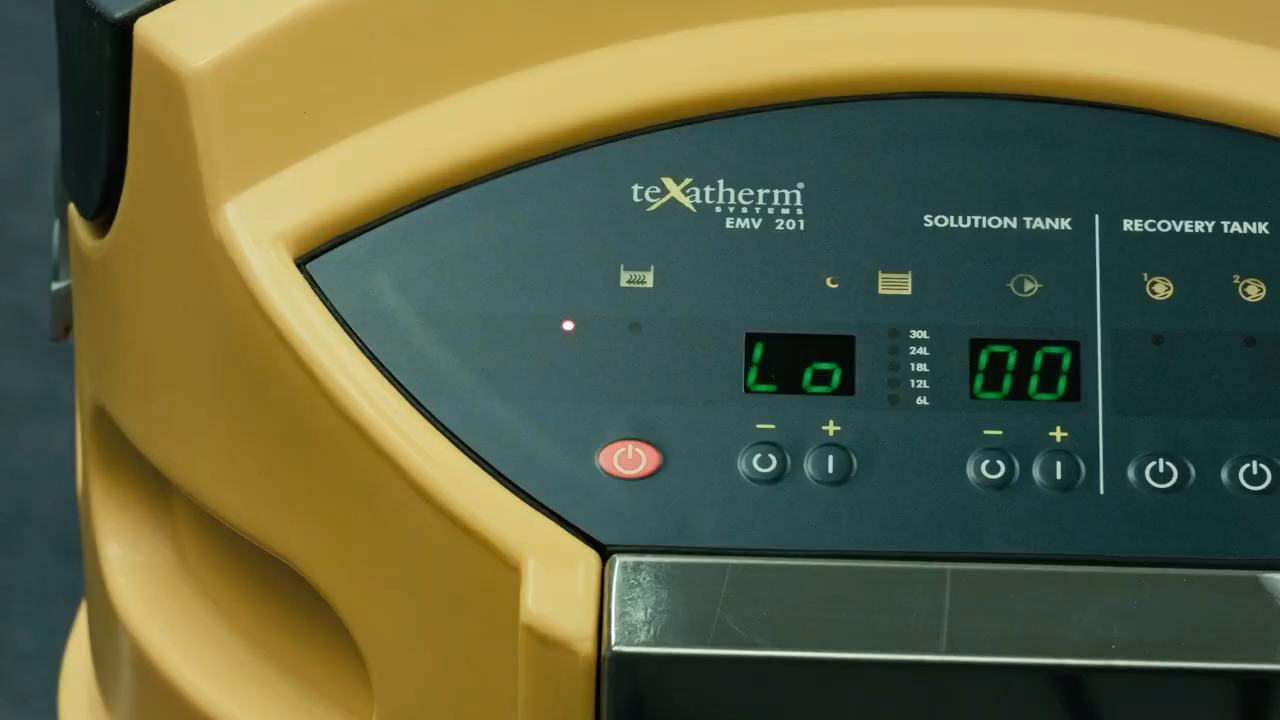 teXatherm®
SYSTEMS
EMV 201
SOLUTION TANK
RECOVERY TANK
1
2
30L
24L
18L
12L
6L
Lo
00
− +
− +